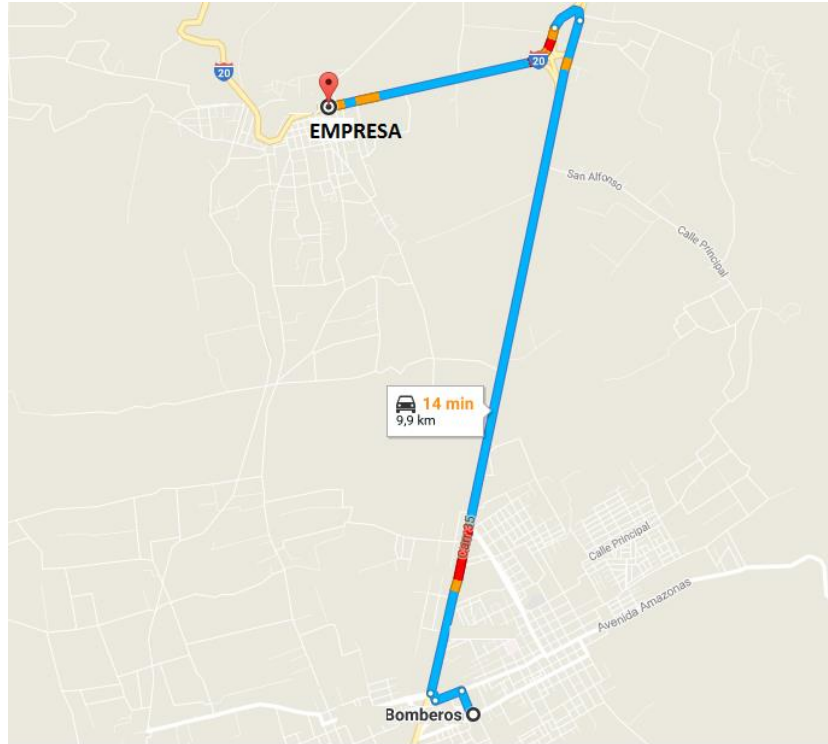 20
20
EMPRESA
San Alfonso
Calle Principal
14 min
9,9 km
Calle Principal
Avenida Amazonas
Bomberos